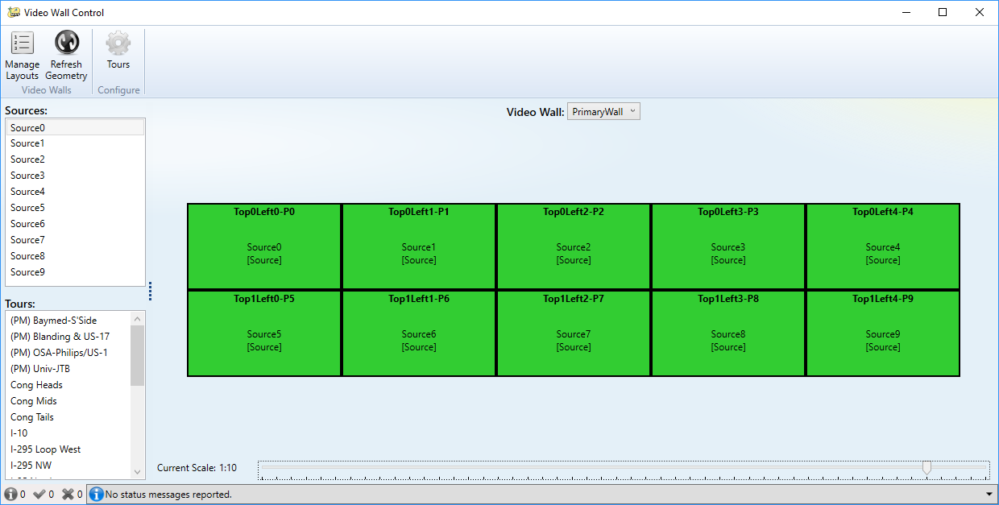 Video Wall Control
Manage Layouts
Refresh Geometry
Tours
Video Walls
Configure
Sources:
Source0
Source1
Source2
Source3
Source4
Source5
Source6
Source7
Source8
Source9
Tours:
(PM) Baymed-S'Side
(PM) Blanding & US-17
(PM) OSA-Philips/US-1
(PM) Univ-JTB
Cong Heads
Cong Mids
Cong Tails
I-10
I-295 Loop West
I-295 NW
Video Wall: PrimaryWall
Top0Left0-P0
Source0
[Source]
Top0Left1-P1
Source1
[Source]
Top0Left2-P2
Source2
[Source]
Top0Left3-P3
Source3
[Source]
Top0Left4-P4
Source4
[Source]
Top1Left0-P5
Source5
[Source]
Top1Left1-P6
Source6
[Source]
Top1Left2-P7
Source7
[Source]
Top1Left3-P8
Source8
[Source]
Top1Left4-P9
Source9
[Source]
Current Scale: 1:10
0 0 0 No status messages reported.